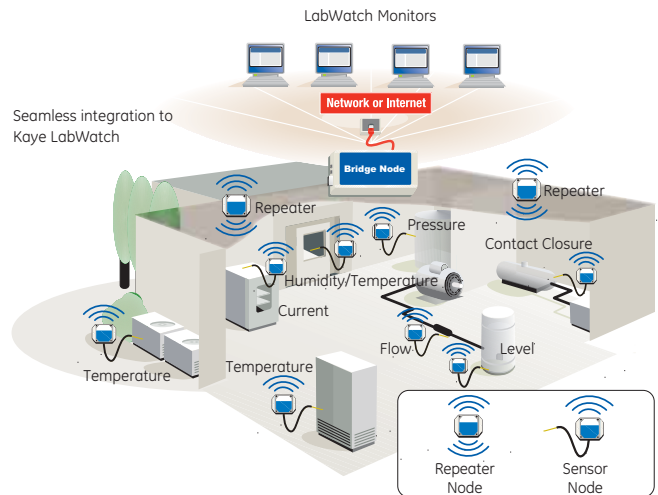 LabWatch Monitors
Network or Internet
Seamless integration to
Kaye LabWatch
Bridge Node
Repeater
Repeater
Pressure
Contact Closure
Humidity/Temperature
Current
Temperature
Temperature
Flow
Level
Repeater
Node
Sensor
Node